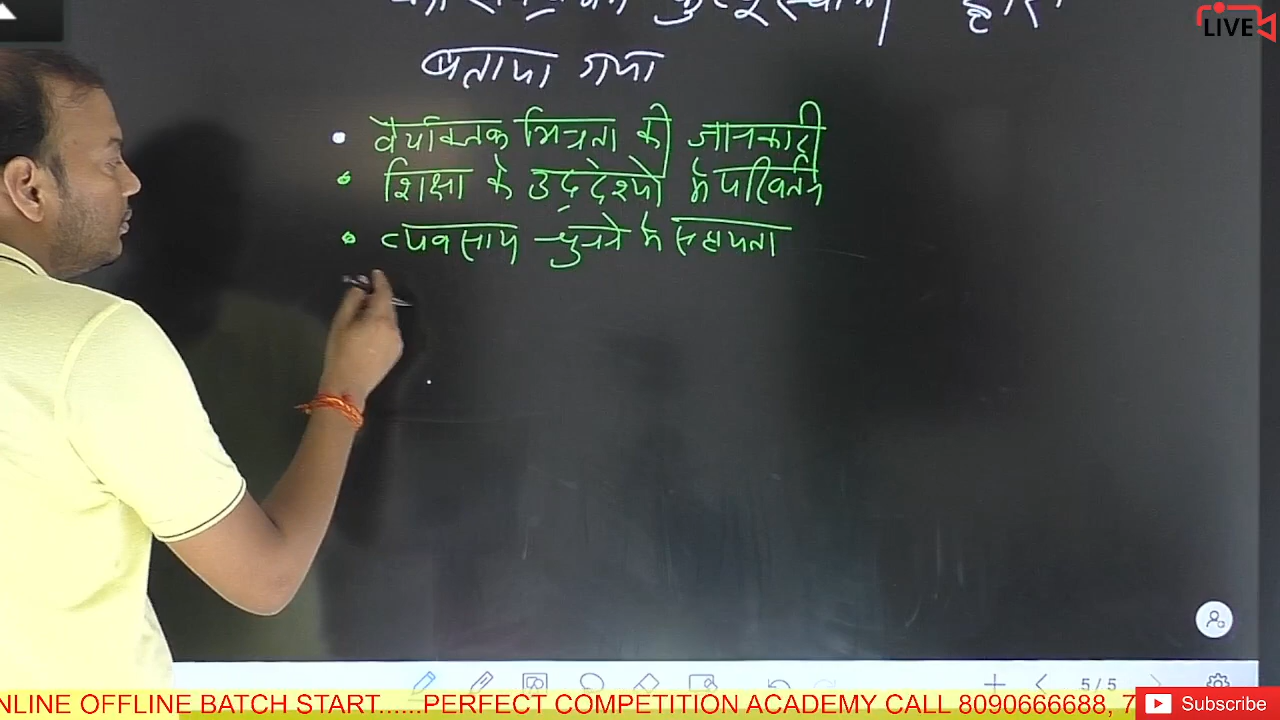 LIVE
द्वारा
बताया गया
• वैयक्तिक भिन्नता की जानकारी
• शिक्षा के उद्देश्यों में परिवर्तन
• व्यवसाय चुनने में सहायता
5/5
NLINE OFFLINE BATCH START......PERFECT COMPETITION ACADEMY CALL 8090666688, 7
Subscribe